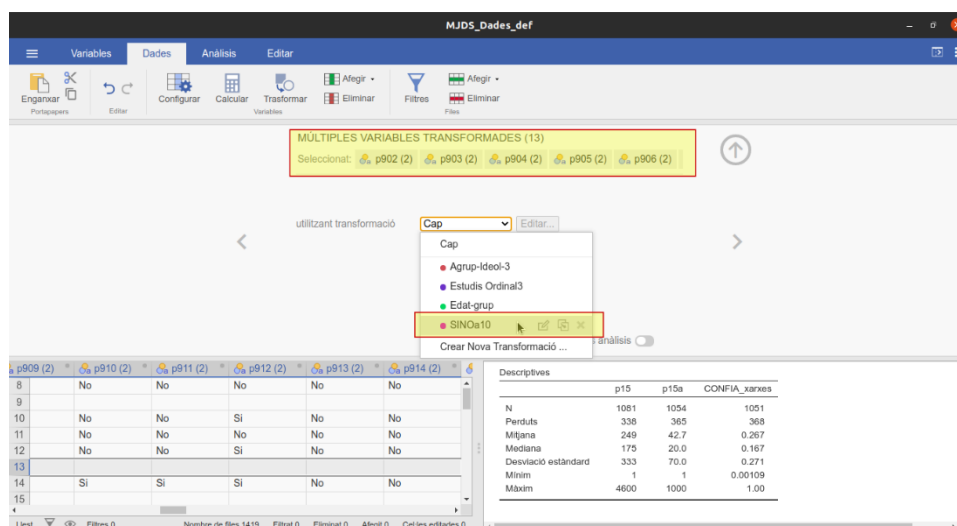 MJDS_Dades_def
Variables Dades Anàlisis Editar
Enganxar Configurar Calcular Trasformar Afegir Eliminar Filtres Afegir Eliminar
Portapapers Editar Variables Files
MÚLTIPLES VARIABLES TRANSFORMADES (13)
Seleccionat: p902 (2) p903 (2) p904 (2) p905 (2) p906 (2)
utilitzant transformació Cap Editar...
Cap
Agrup-Ideol-3
Estudis Ordinal3
Edat-grup
SINOa10
Crear Nova Transformació ... anàlisis
p909 (2) p910 (2) p911 (2) p912 (2) p913 (2) p914 (2)
8 No No No No No
9
10 No No Si No No
11 No No No No No
12 No No Si No No
13
14 Si Si Si No No
15
Descriptives
p15 p15a CONFIA_xarxes
N 1081 1054 1051
Perduts 338 365 368
Mitjana 249 42.7 0.267
Mediana 175 20.0 0.167
Desviació estàndard 333 70.0 0.271
Mínim 1 1 0.00109
Màxim 4600 1000 1.00
Llest Filtres 0 Nombre de files 1419 Filtrat 0 Eliminat 0 Afegit 0 Cel·les editades 0